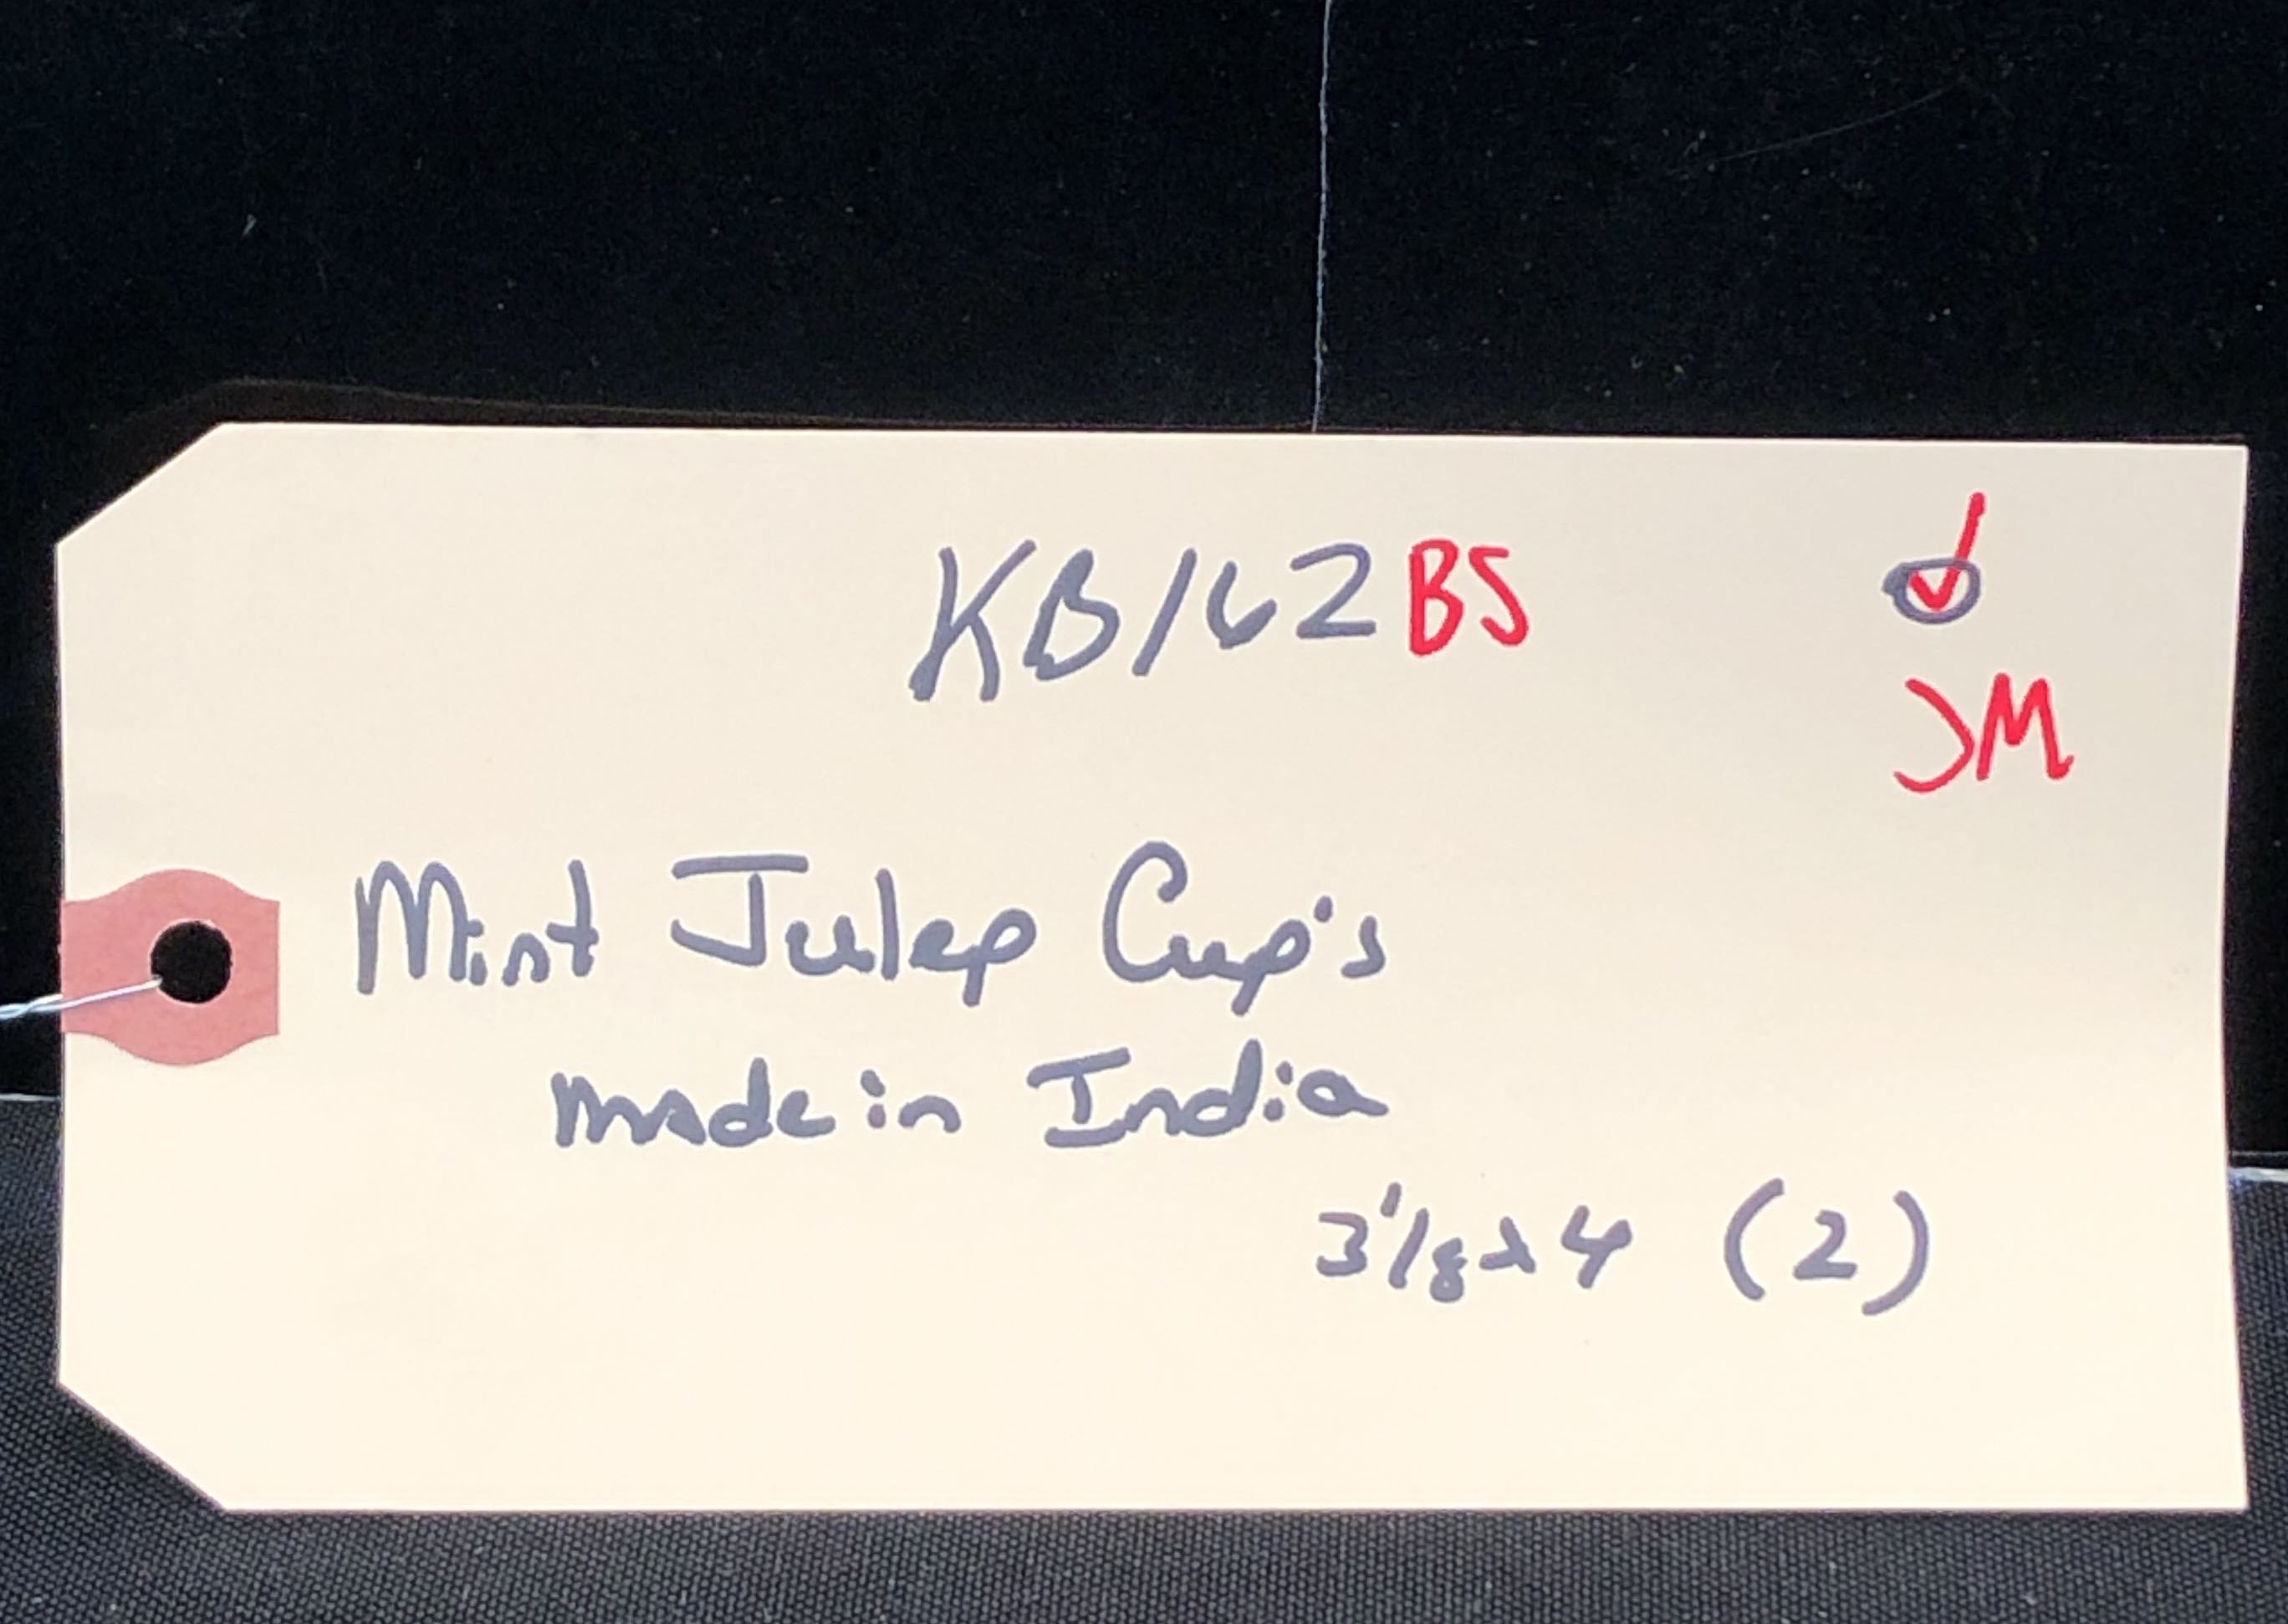 KB162BS
JM
Mint Julep Cup's
made in India
3 1/8 x 4 (2)